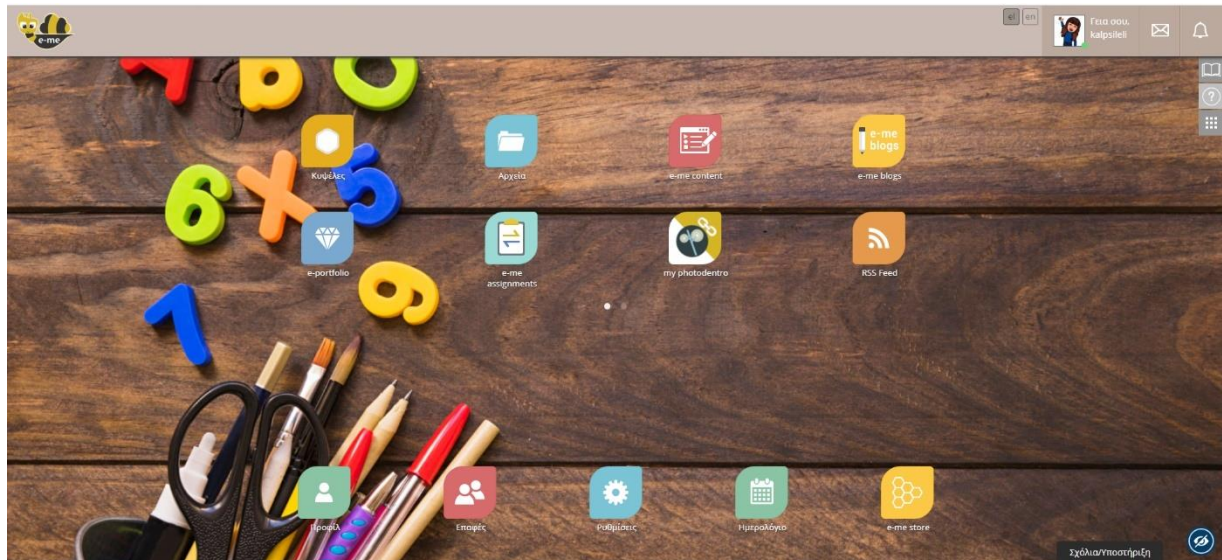 e-me
el en
Γεια σου,
kalpsileli
e-me
blogs
Κυψέλες
Αρχεία
e-me content
e-me blogs
e-portfolio
e-me
assignments
my photodentro
RSS Feed
Προφίλ
Επαφές
Ρυθμίσεις
Ημερολόγιο
e-me store
Σχόλια/Υποστήριξη